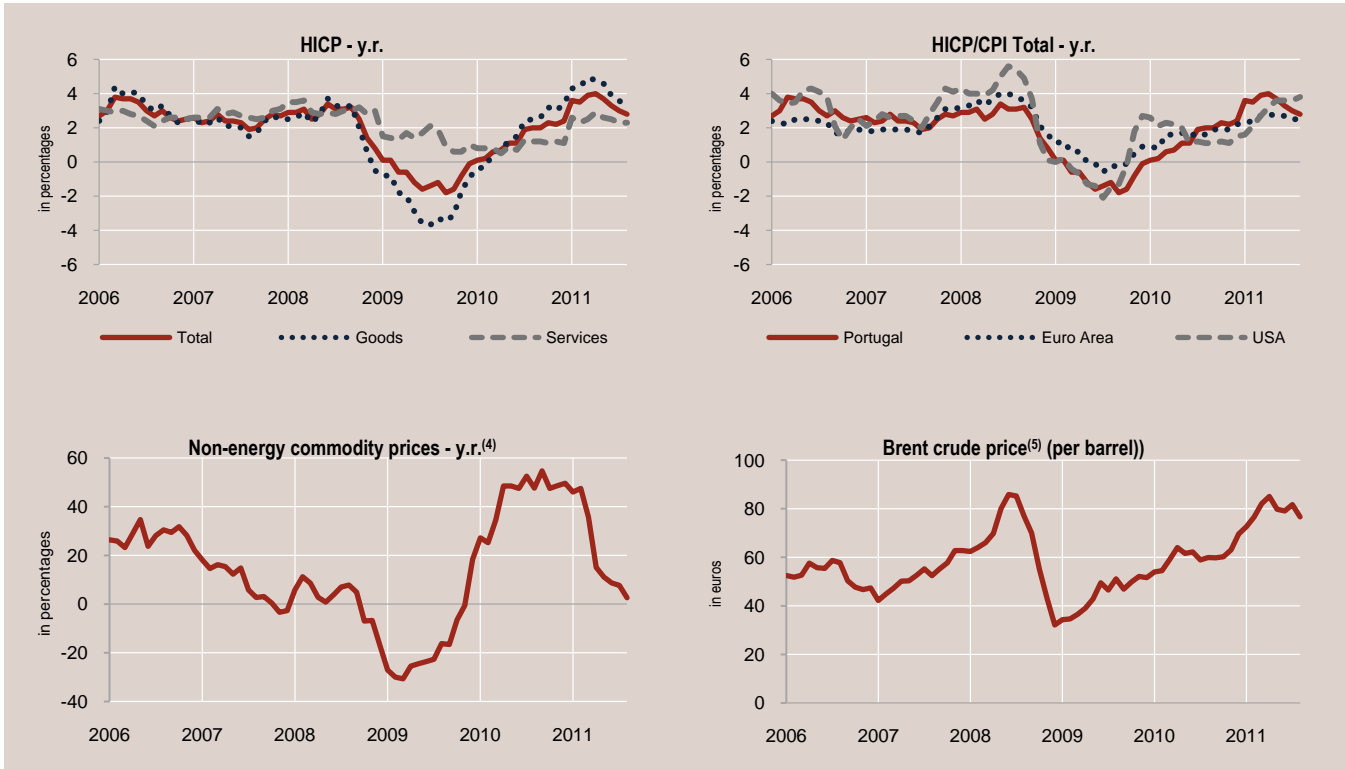 HICP - y.r.
in percentages
6
4
2
0
-2
-4
-6
2006 2007 2008 2009 2010 2011
Total Goods Services
HICP/CPI Total - y.r.
in percentages
6
4
2
0
-2
-4
-6
2006 2007 2008 2009 2010 2011
Portugal Euro Area USA
Non-energy commodity prices - y.r.(4)
in percentages
60
40
20
0
-20
-40
2006 2007 2008 2009 2010 2011
Brent crude price(5) (per barrel))
in euros
100
80
60
40
20
0
2006 2007 2008 2009 2010 2011